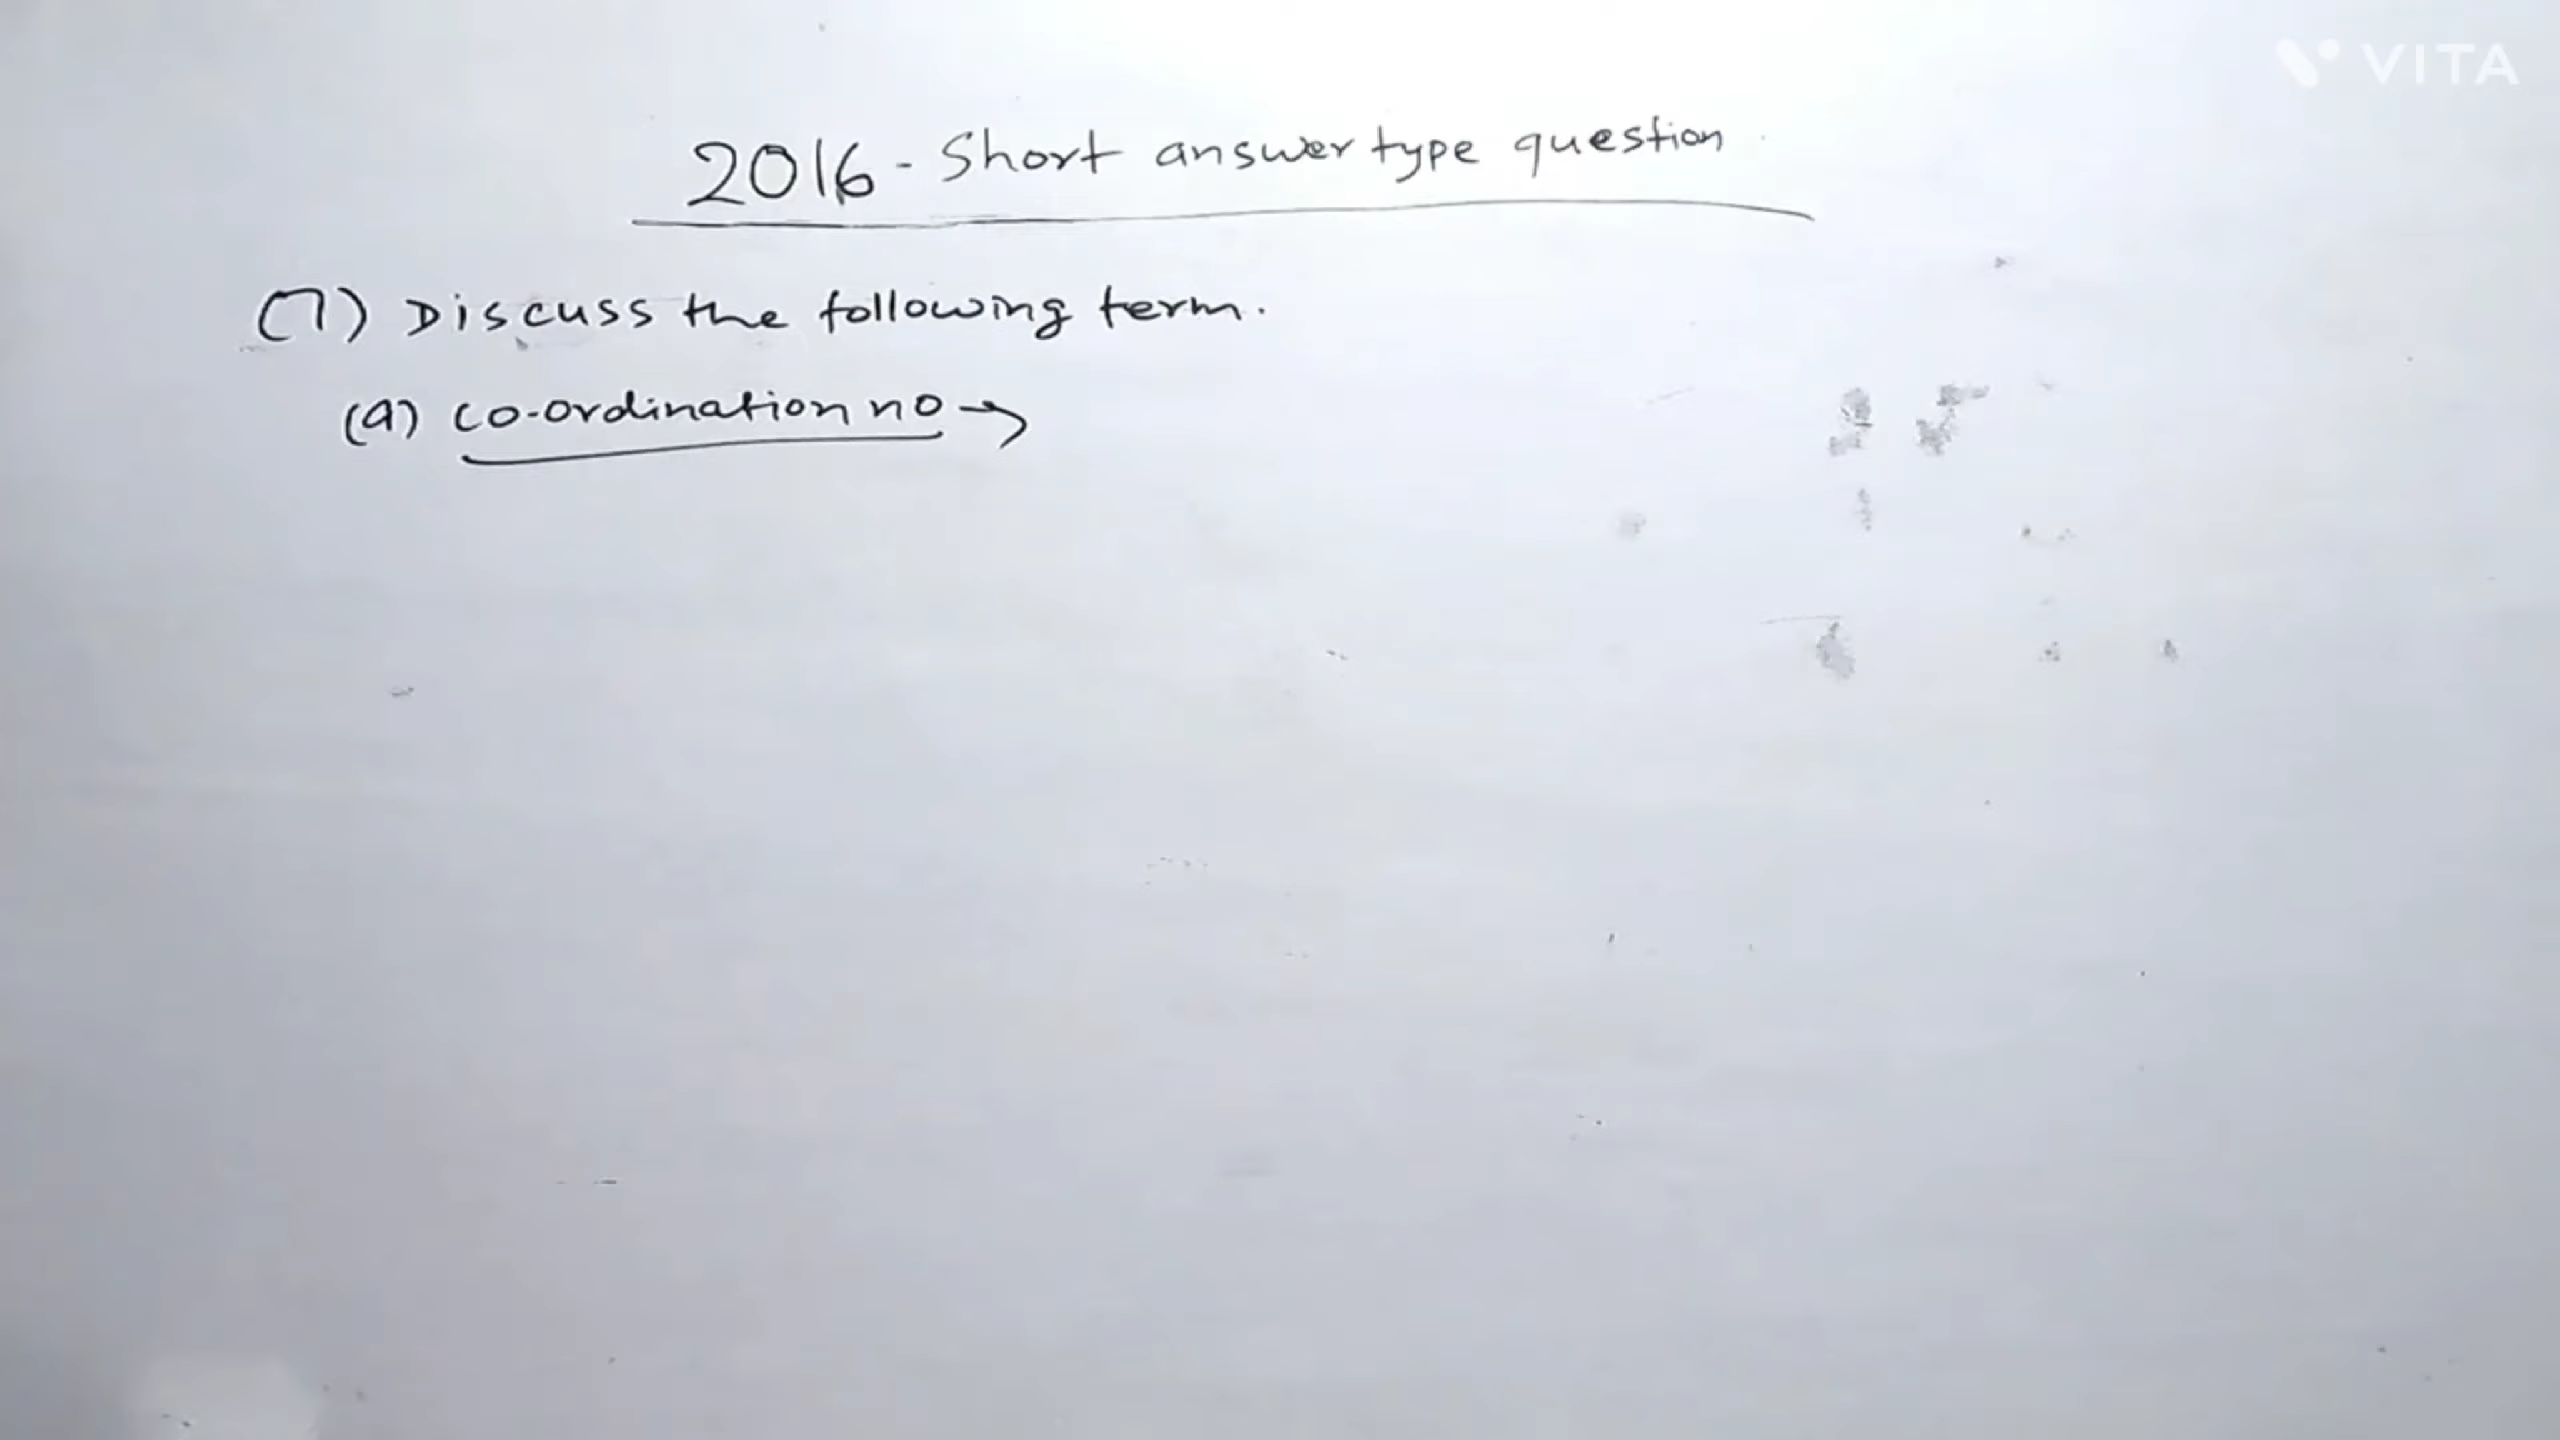 VITA
2016 - Short answer type question
(7) Discuss the following term.
(a) co-ordination no →